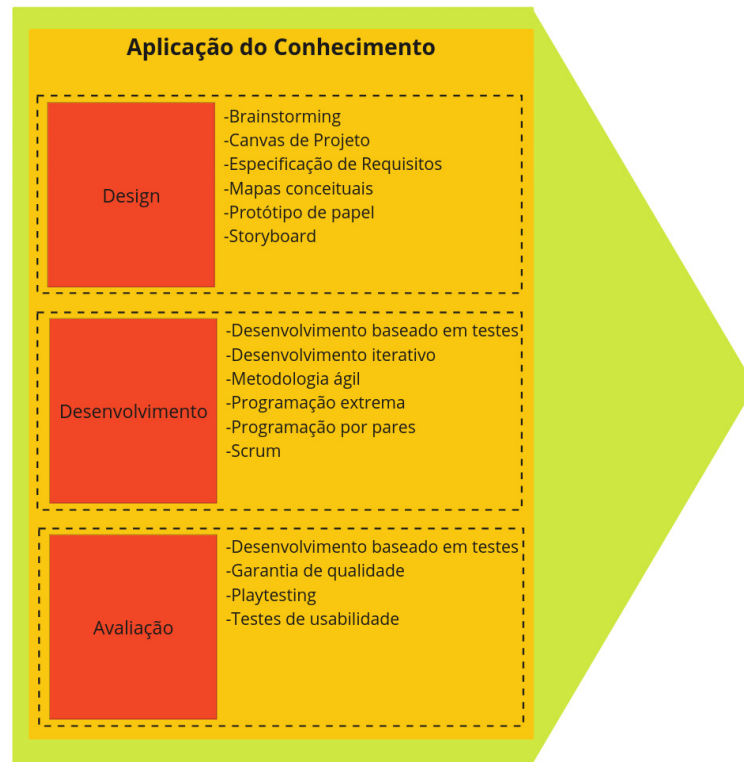 Aplicação do Conhecimento
Design
-Brainstorming
-Canvas de Projeto
-Especificação de Requisitos
-Mapas conceituais
-Protótipo de papel
-Storyboard
Desenvolvimento
-Desenvolvimento baseado em testes
-Desenvolvimento iterativo
-Metodologia ágil
-Programação extrema
-Programação por pares
-Scrum
Avaliação
-Desenvolvimento baseado em testes
-Garantia de qualidade
-Playtesting
-Testes de usabilidade